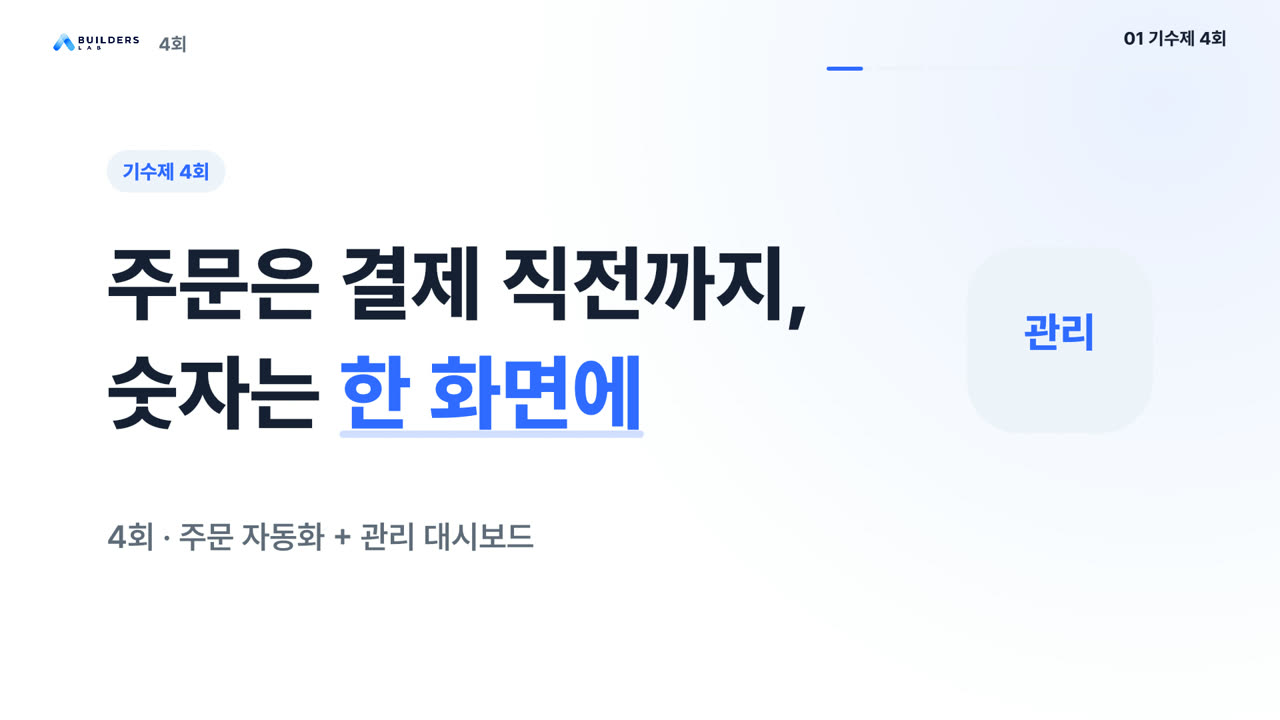 BUILDERS
LAB
4회
01 기수제 4회
기수제 4회
주문은 결제 직전까지,
숫자는 한 화면에
관리
4회 · 주문 자동화 + 관리 대시보드